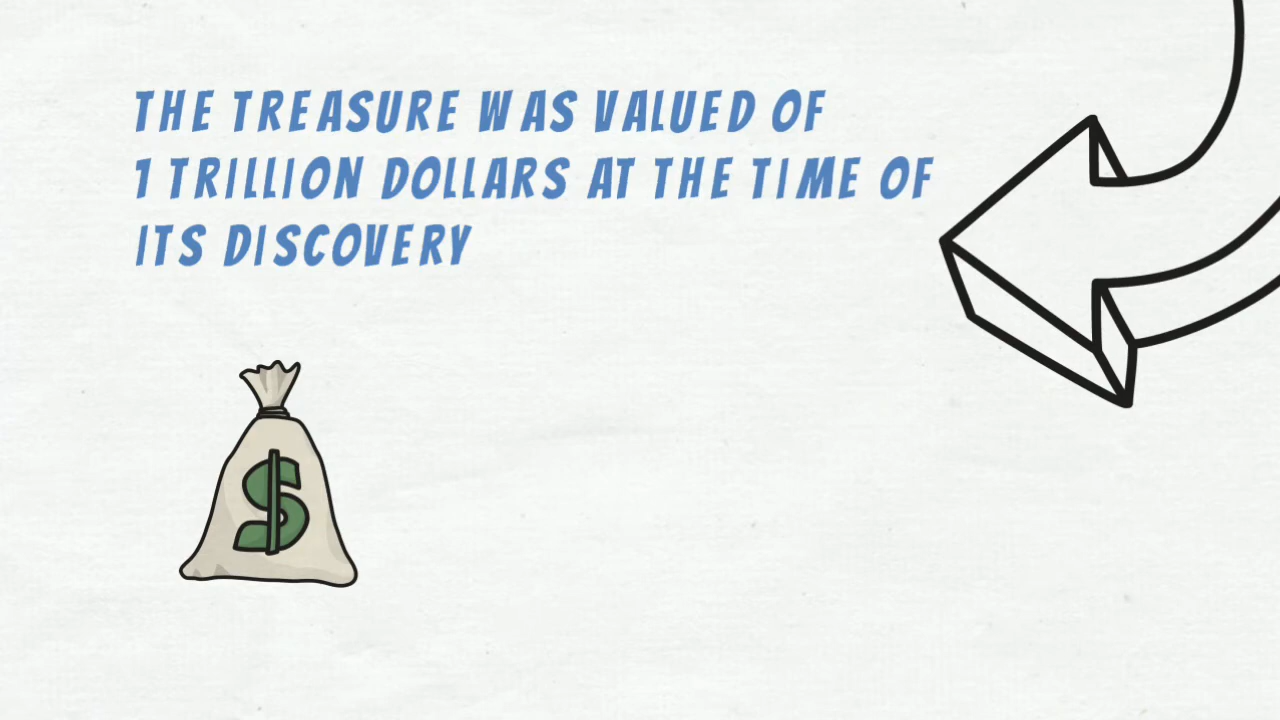 THE TREASURE WAS VALUED OF
1 TRILLION DOLLARS AT THE TIME OF
ITS DISCOVERY
$